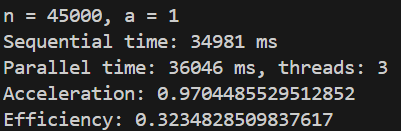 n = 45000, a = 1
Sequential time: 34981 ms
Parallel time: 36046 ms, threads: 3
Acceleration: 0.9704485529512852
Efficiency: 0.3234828509837617